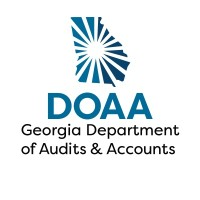 DOAA
Georgia Department
of Audits & Accounts